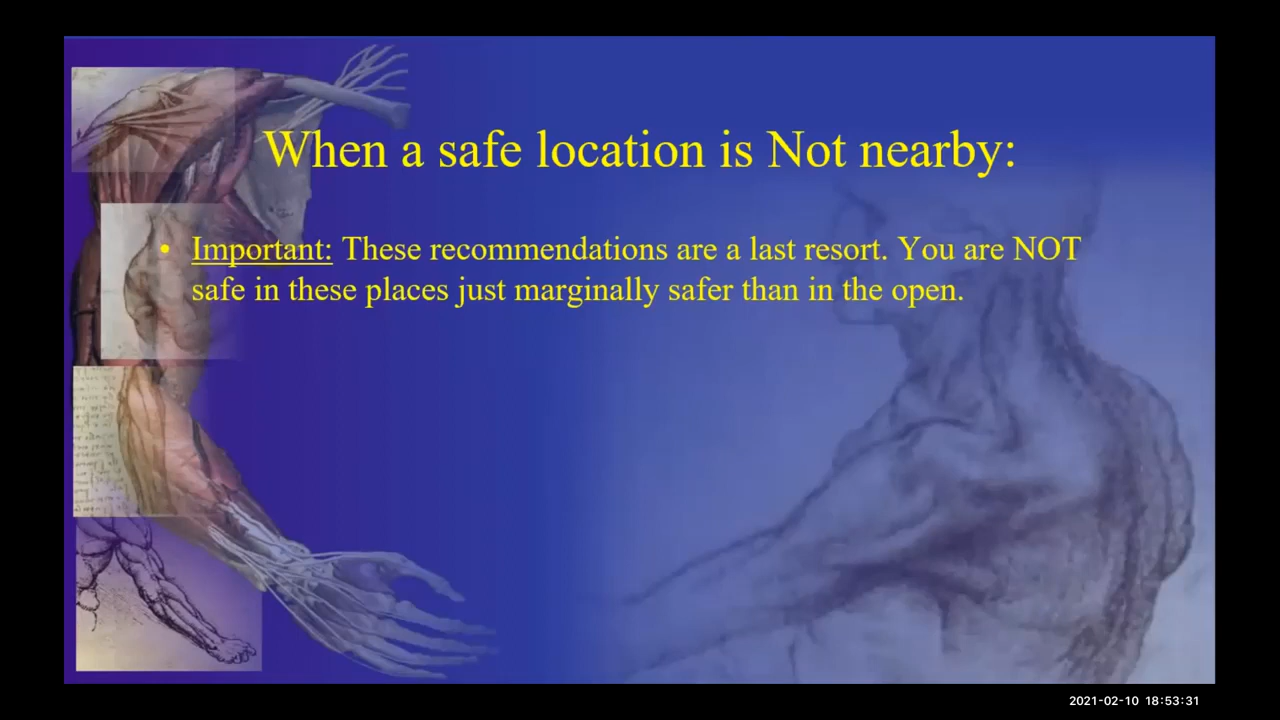 When a safe location is Not nearby:
• Important: These recommendations are a last resort. You are NOT
safe in these places just marginally safer than in the open.
2021-02-10 18:53:31